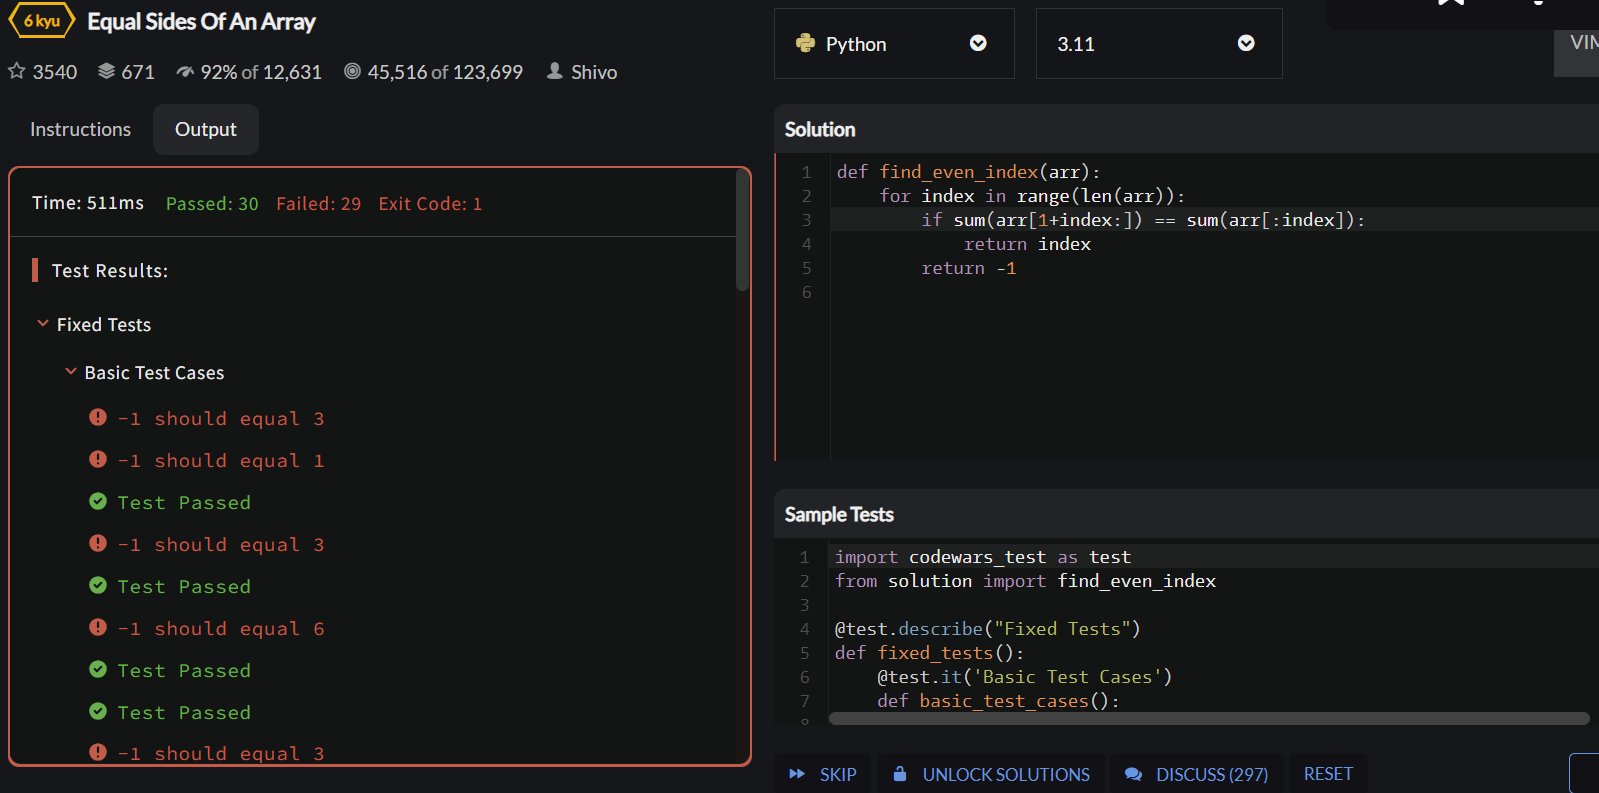 6 kyu Equal Sides Of An Array
3540 671 92% of 12,631 45,516 of 123,699 Shivo
Instructions Output
Time: 511ms Passed: 30 Failed: 29 Exit Code: 1
Test Results:
Fixed Tests
Basic Test Cases
-1 should equal 3
-1 should equal 1
Test Passed
-1 should equal 3
Test Passed
-1 should equal 6
Test Passed
Test Passed
-1 should equal 3
Python 3.11
Solution
1 def find_even_index(arr):
2     for index in range(len(arr)):
3         if sum(arr[1+index:]) == sum(arr[:index]):
4             return index
5         return -1
6
Sample Tests
1 import codewars_test as test
2 from solution import find_even_index
3
4 @test.describe("Fixed Tests")
5 def fixed_tests():
6     @test.it('Basic Test Cases')
7     def basic_test_cases():
SKIP UNLOCK SOLUTIONS DISCUSS (297) RESET